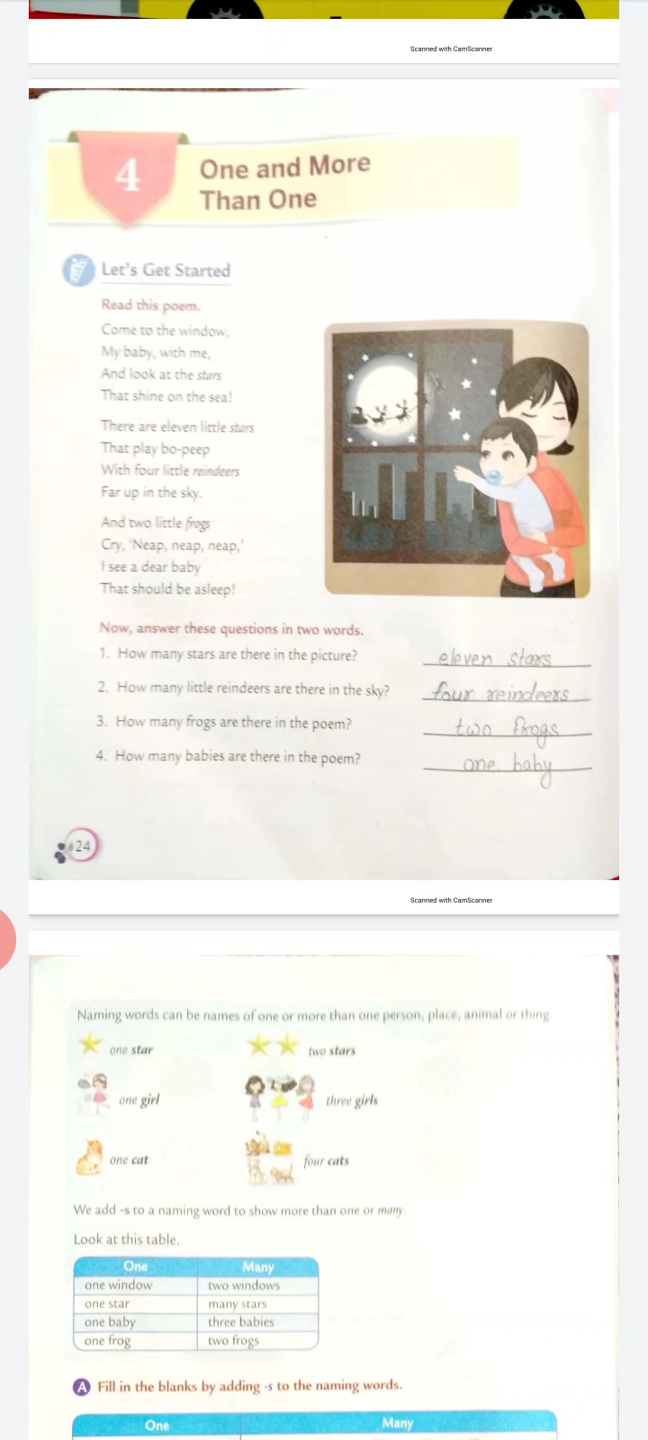 Scanned with CamScanner
4
One and More
Than One
Let's Get Started
Read this poem.
Come to the window,
My baby, with me,
And look at the stars
That shine on the sea!
There are eleven little stars
That play bo-peep
With four little reindeers
Far up in the sky.
And two little frogs
Cry, 'Neap, neap, neap,'
I see a dear baby
That should be asleep!
Now, answer these questions in two words.
1. How many stars are there in the picture? eleven stars
2. How many little reindeers are there in the sky? four reindeers
3. How many frogs are there in the poem? two frogs
4. How many babies are there in the poem? one baby
24
Scanned with CamScanner
Naming words can be names of one or more than one person, place, animal or thing.
one star two stars
one girl three girls
one cat four cats
We add -s to a naming word to show more than one or many.
Look at this table.
One Many
one window two windows
one star many stars
one baby three babies
one frog two frogs
A Fill in the blanks by adding -s to the naming words.
One Many